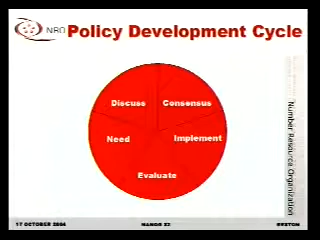 NRO
Policy Development Cycle
Discuss
Consensus
Need
Implement
Evaluate
Number Resource Organization
17 OCTOBER 2004
NANOG 32
RESTON